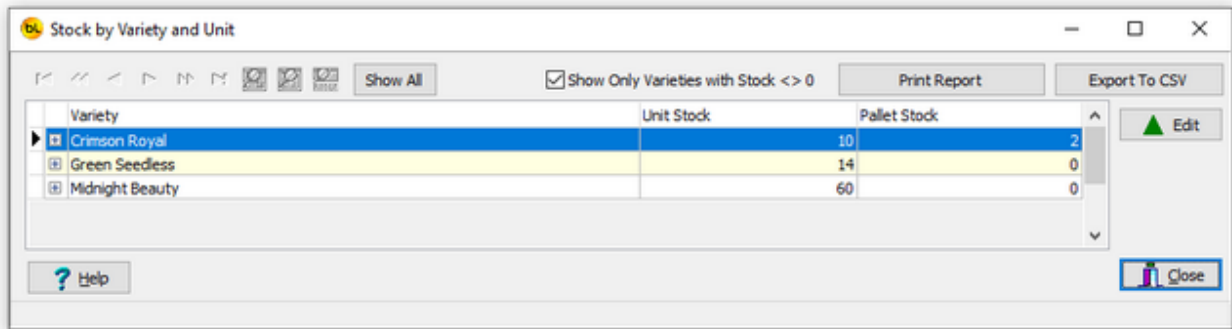 bL Stock by Variety and Unit
Show All Show Only Varieties with Stock <> 0 Print Report Export To CSV
Variety Unit Stock Pallet Stock
Edit
Crimson Royal 10 2
Green Seedless 14 0
Midnight Beauty 60 0
? Help
Close